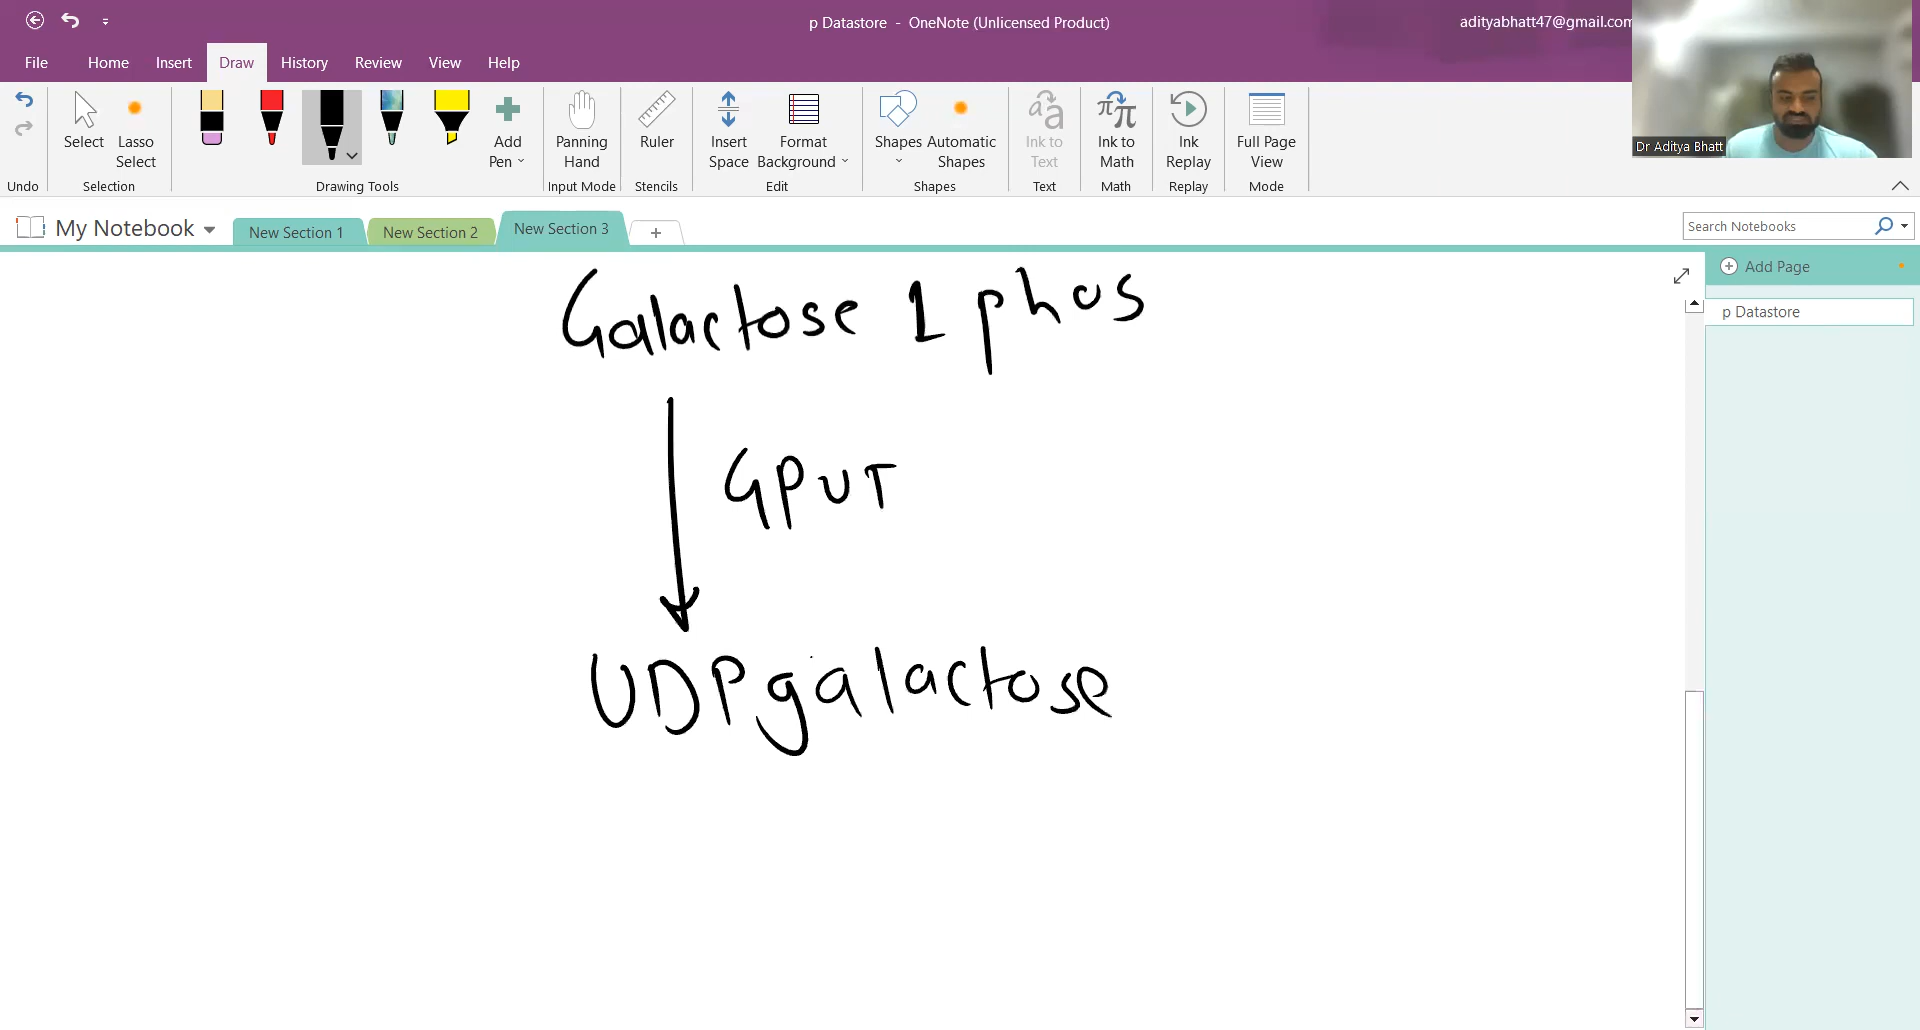 p Datastore - OneNote (Unlicensed Product)
adityabhatt47@gmail.com
File Home Insert Draw History Review View Help
Select
Lasso Select
Add Pen
Panning Hand
Ruler
Insert Space
Format Background
Shapes
Automatic Shapes
Ink to Text
Ink to Math
Ink Replay
Full Page View
Undo Selection Drawing Tools Input Mode Stencils Edit Shapes Text Math Replay Mode
Dr Aditya Bhatt
My Notebook New Section 1 New Section 2 New Section 3
Search Notebooks
Add Page
p Datastore
Galactose 1 phos
GPUT
UDPgalactose